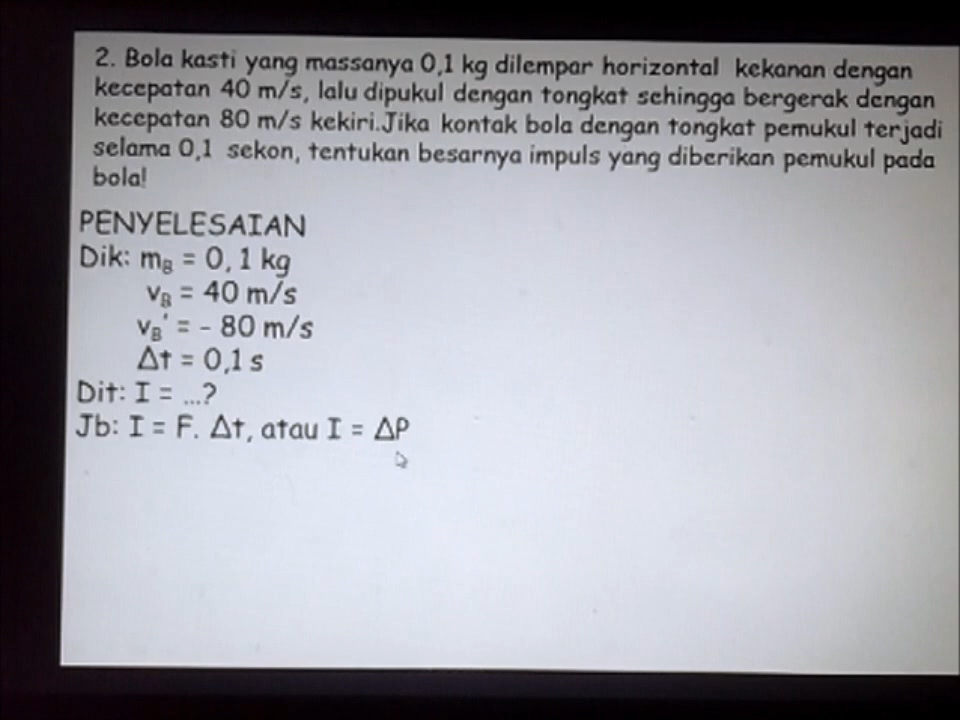 2. Bola kasti yang massanya 0,1 kg dilempar horizontal kekanan dengan
kecepatan 40 m/s, lalu dipukul dengan tongkat sehingga bergerak dengan
kecepatan 80 m/s kekiri.Jika kontak bola dengan tongkat pemukul terjadi
selama 0,1 sekon, tentukan besarnya impuls yang diberikan pemukul pada
bola!
PENYELESAIAN
Dik: m_B = 0, 1 kg
v_B = 40 m/s
v_B' = - 80 m/s
Δt = 0,1 s
Dit: I = ...?
Jb: I = F. Δt, atau I = ΔP